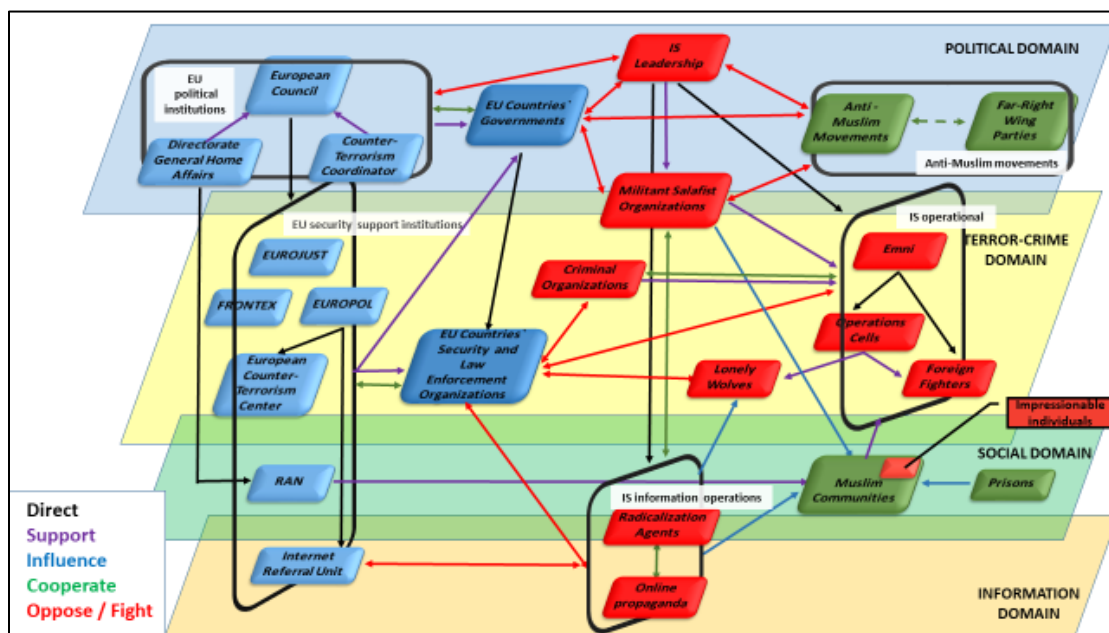 POLITICAL DOMAIN
EU
political
institutions
European
Council
Directorate
General Home
Affairs
Counter-
Terrorism
Coordinator
EU Countries`
Governments
IS
Leadership
Anti -
Muslim
Movements
Far-Right
Wing
Parties
Anti-Muslim movements
Militant Salafist
Organizations
EU security support institutions
IS operational
TERROR-CRIME
DOMAIN
EUROJUST
FRONTEX
EUROPOL
European
Counter-
Terrorism
Center
Criminal
Organizations
EU Countries`
Security and
Law
Enforcement
Organizations
Lonely
Wolves
Emni
Operations
Cells
Foreign
Fighters
Impressionable
individuals
SOCIAL DOMAIN
RAN
IS information operations
Muslim
Communities
Prisons
Radicalization
Agents
Online
propaganda
Internet
Referral Unit
INFORMATION
DOMAIN
Direct
Support
Influence
Cooperate
Oppose / Fight